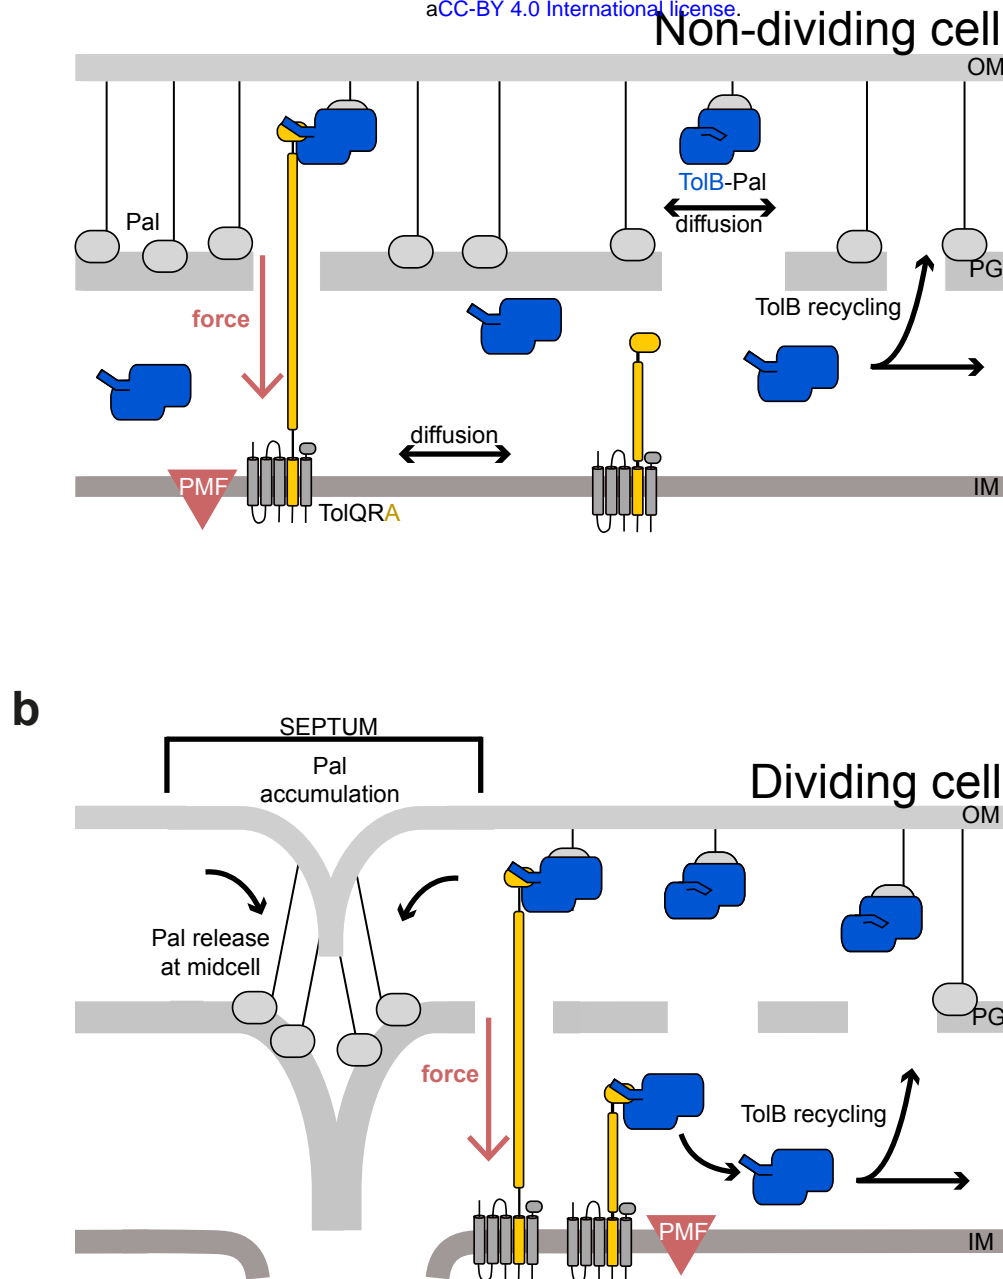 aCC-BY 4.0 International license.
Non-dividing cell
OM
Pal
TolB-Pal
diffusion
PG
TolB recycling
force
diffusion
PMF
IM
TolQRA
b
SEPTUM
Pal
accumulation
Dividing cell
OM
Pal release
at midcell
PG
force
TolB recycling
PMF
IM